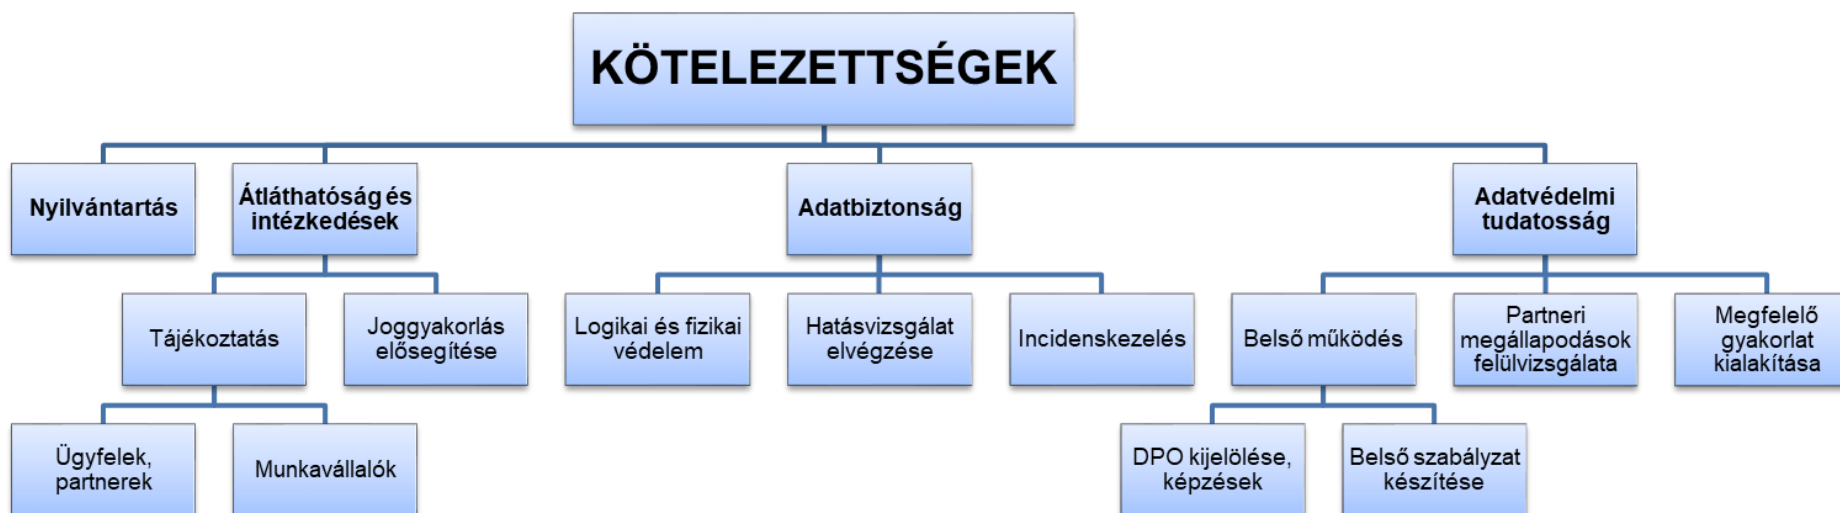 KÖTELEZETTSÉGEK
Nyilvántartás
Átláthatóság és
intézkedések
Adatbiztonság
Adatvédelmi
tudatosság
Tájékoztatás
Joggyakorlás
elősegítése
Logikai és fizikai
védelem
Hatásvizsgálat
elvégzése
Incidenskezelés
Belső működés
Partneri
megállapodások
felülvizsgálata
Megfelelő
gyakorlat
kialakítása
Ügyfelek,
partnerek
Munkavállalók
DPO kijelölése,
képzések
Belső szabályzat
készítése